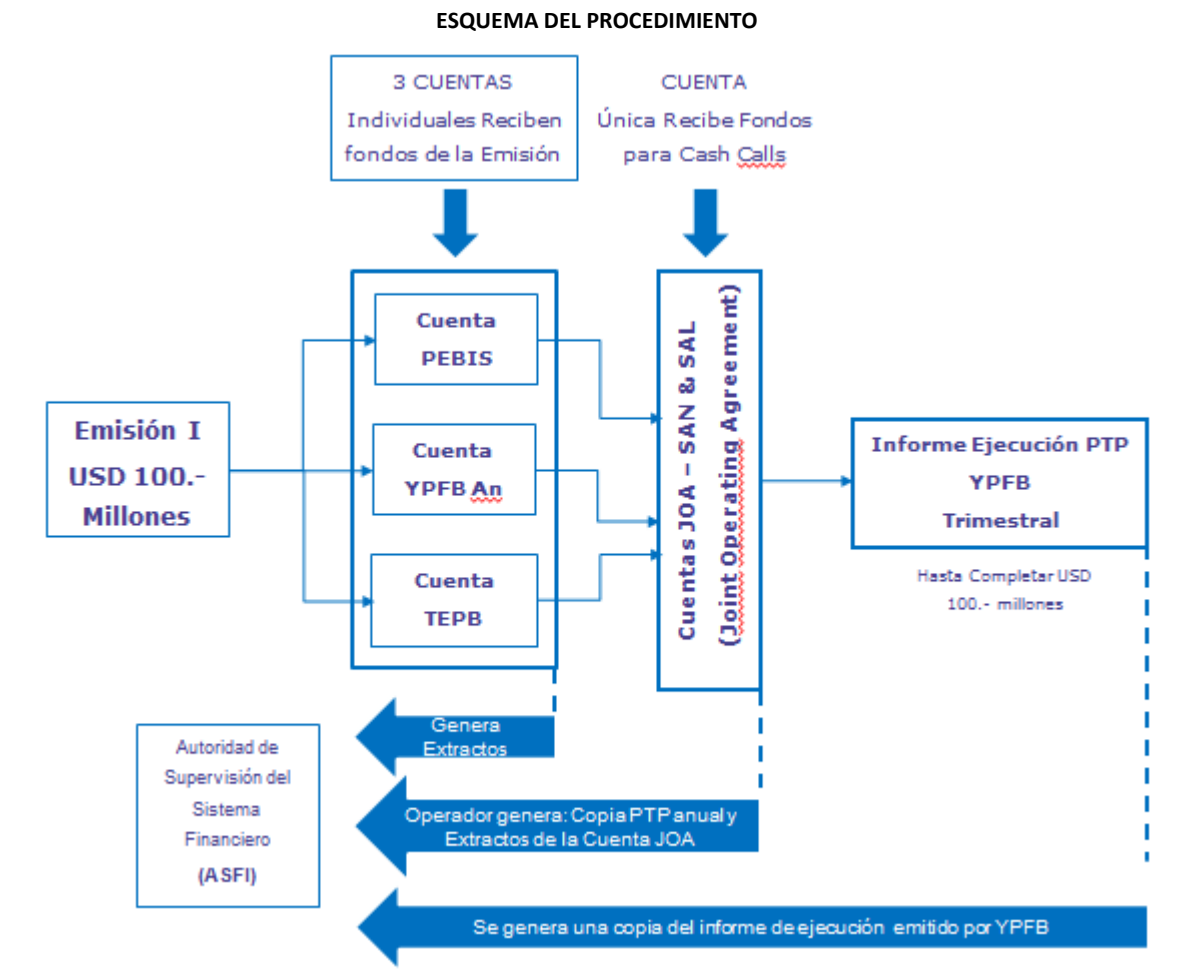 ESQUEMA DEL PROCEDIMIENTO
3 CUENTAS
Individuales Reciben
fondos de la Emisión
CUENTA
Única Recibe Fondos
para Cash Calls
Emisión I
USD 100.-
Millones
Cuenta
PEBIS
Cuenta
YPFB An
Cuenta
TEPB
Cuentas JOA – SAN & SAL
(Joint Operating Agreement)
Informe Ejecución PTP
YPFB
Trimestral
Hasta Completar USD
100.- millones
Autoridad de
Supervisión del
Sistema
Financiero
(ASFI)
Genera
Extractos
Operador genera: Copia PTP anual y
Extractos de la Cuenta JOA
Se genera una copia del informe de ejecución emitido por YPFB